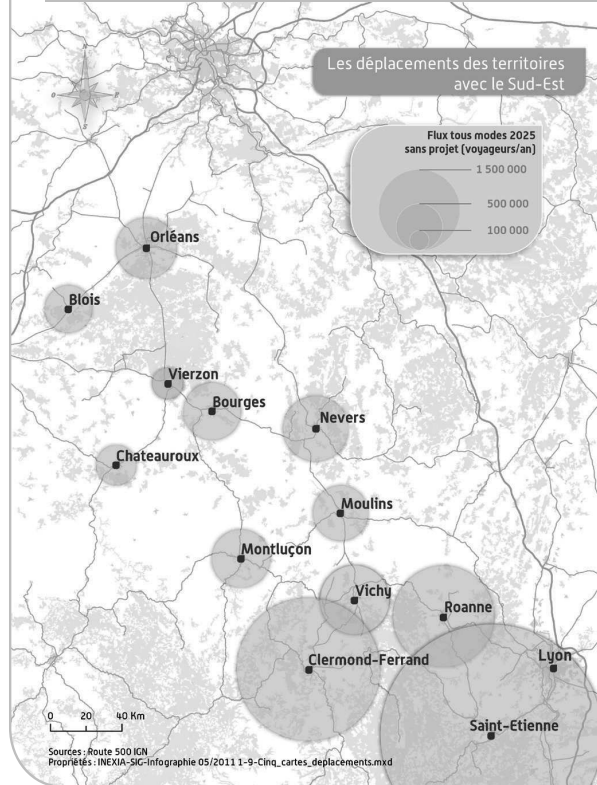 Les déplacements des territoires
avec le Sud-Est
Flux tous modes 2025
sans projet (voyageurs/an)
1 500 000
500 000
100 000
N
O
S
Orléans
Blois
Vierzon
Bourges
Nevers
Chateauroux
Moulins
Montluçon
Vichy
Roanne
Clermond-Ferrand
Lyon
Saint-Etienne
0 20 40 Km
Sources : Route 500 IGN
Propriétés : INEXIA-SIG-Infographie 05/2011 1-9-Cinq_cartes_deplacements.mxd